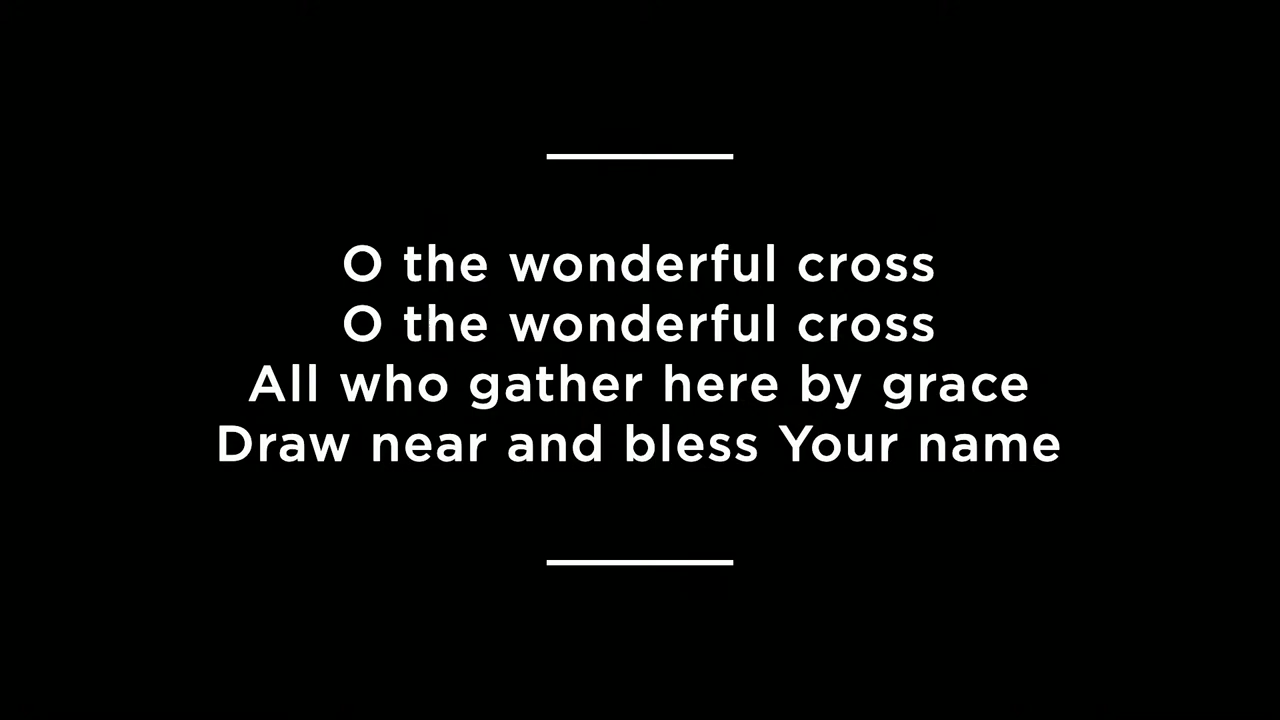 O the wonderful cross
O the wonderful cross
All who gather here by grace
Draw near and bless Your name